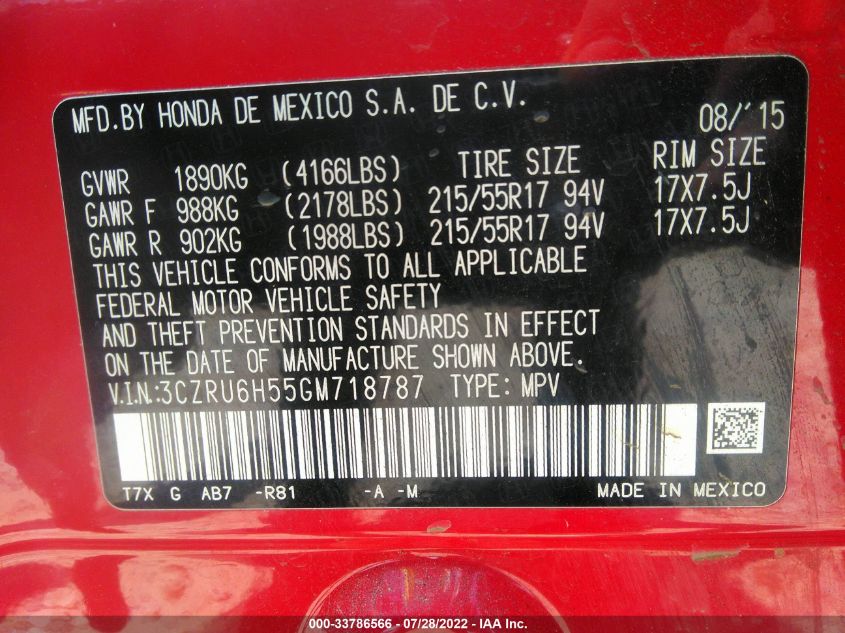 MFD.BY HONDA DE MEXICO S.A. DE C.V. 08/'15
GVWR 1890KG (4166LBS) TIRE SIZE RIM SIZE
GAWR F 988KG (2178LBS) 215/55R17 94V 17X7.5J
GAWR R 902KG (1988LBS) 215/55R17 94V 17X7.5J
THIS VEHICLE CONFORMS TO ALL APPLICABLE
FEDERAL MOTOR VEHICLE SAFETY
AND THEFT PREVENTION STANDARDS IN EFFECT
ON THE DATE OF MANUFACTURE SHOWN ABOVE.
V.I.N.:3CZRU6H55GM718787 TYPE: MPV
T7X G AB7 -R81 -A -M MADE IN MEXICO
000-33786566 - 07/28/2022 - IAA Inc.